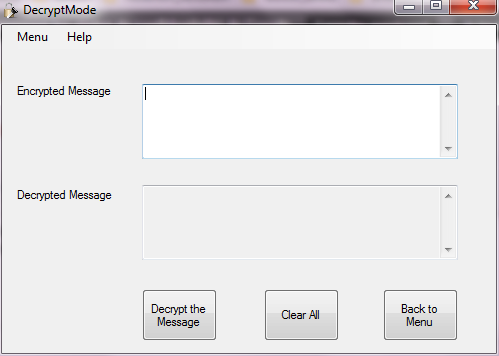 DecryptMode
Menu Help
Encrypted Message
Decrypted Message
Decrypt the
Message
Clear All
Back to
Menu